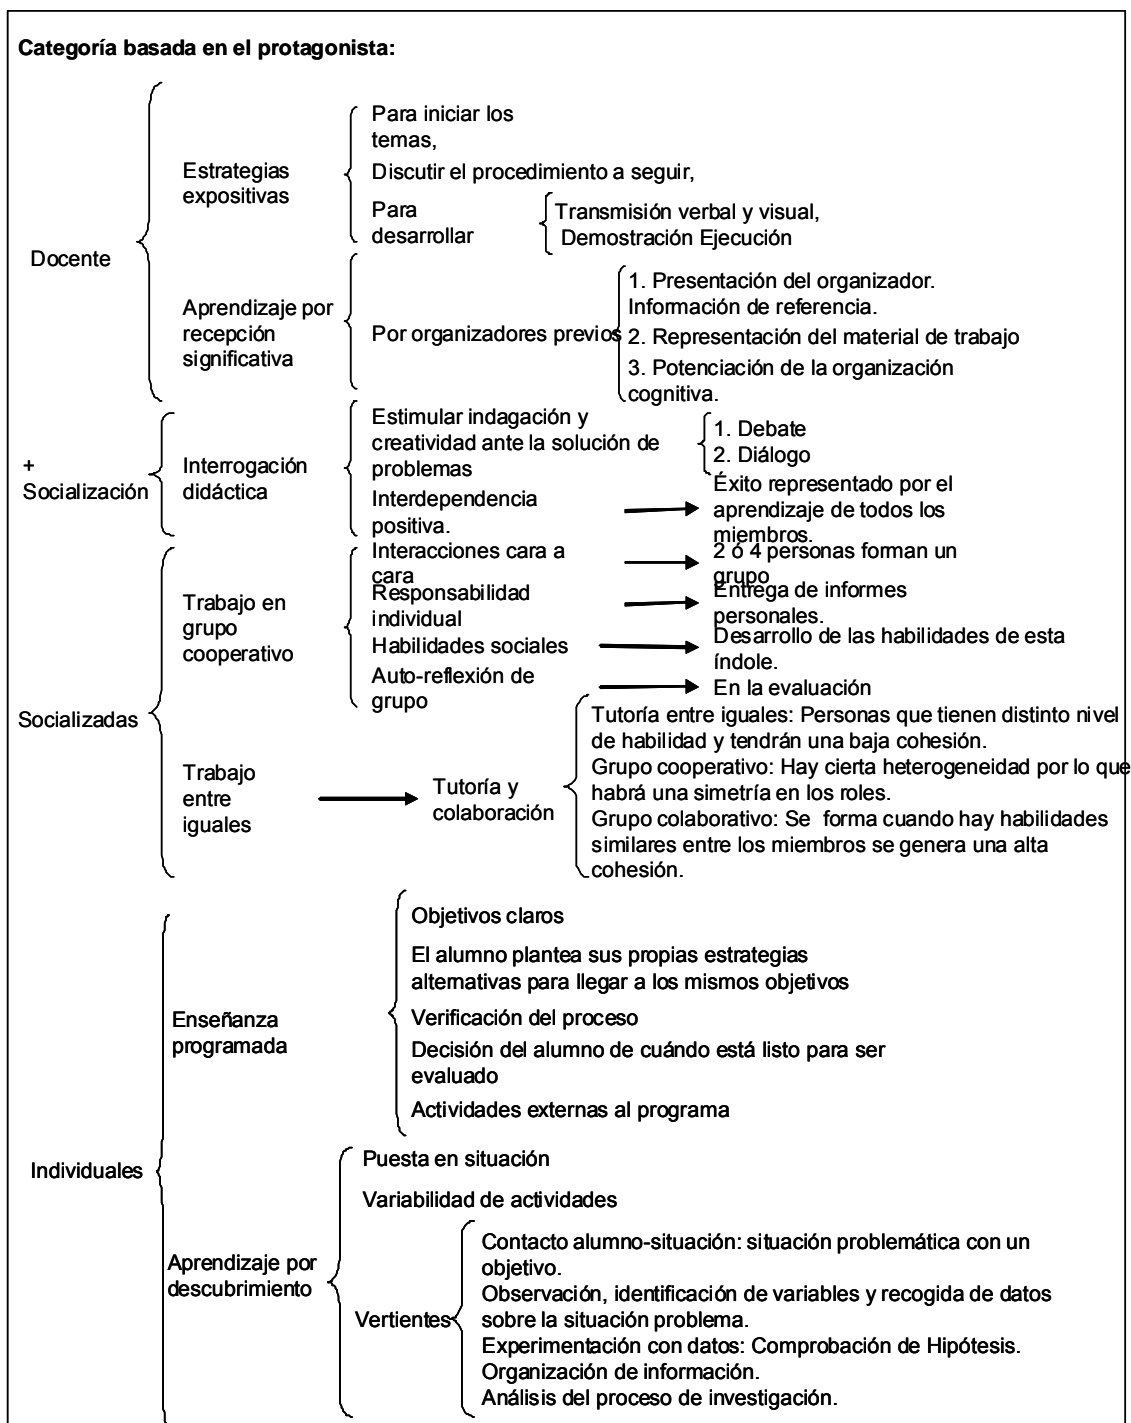 Categoría basada en el protagonista:
Docente
Estrategias
expositivas
Para iniciar los
temas,
Discutir el procedimiento a seguir,
Para
desarrollar
Transmisión verbal y visual,
Demostración Ejecución
Aprendizaje por
recepción
significativa
Por organizadores previos
1. Presentación del organizador.
Información de referencia.
2. Representación del material de trabajo
3. Potenciación de la organización
cognitiva.
+
Socialización
Interrogación
didáctica
Estimular indagación y
creatividad ante la solución de
problemas
1. Debate
2. Diálogo
Interdependencia
positiva.
Éxito representado por el
aprendizaje de todos los
miembros.
Socializadas
Trabajo en
grupo
cooperativo
Interacciones cara a
cara
2 ó 4 personas forman un
grupo
Responsabilidad
individual
Entrega de informes
personales.
Habilidades sociales
Desarrollo de las habilidades de esta
índole.
Auto-reflexión de
grupo
En la evaluación
Trabajo
entre
iguales
Tutoría y
colaboración
Tutoría entre iguales: Personas que tienen distinto nivel
de habilidad y tendrán una baja cohesión.
Grupo cooperativo: Hay cierta heterogeneidad por lo que
habrá una simetría en los roles.
Grupo colaborativo: Se forma cuando hay habilidades
similares entre los miembros se genera una alta
cohesión.
Individuales
Enseñanza
programada
Objetivos claros
El alumno plantea sus propias estrategias
alternativas para llegar a los mismos objetivos
Verificación del proceso
Decisión del alumno de cuándo está listo para ser
evaluado
Actividades externas al programa
Aprendizaje por
descubrimiento
Puesta en situación
Variabilidad de actividades
Vertientes
Contacto alumno-situación: situación problemática con un
objetivo.
Observación, identificación de variables y recogida de datos
sobre la situación problema.
Experimentación con datos: Comprobación de Hipótesis.
Organización de información.
Análisis del proceso de investigación.